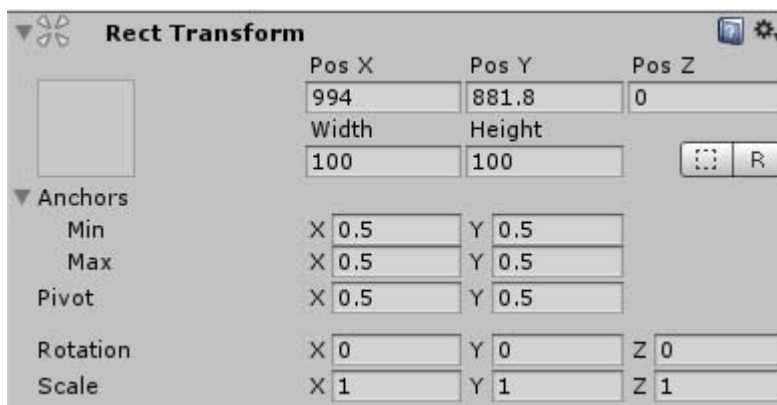 Rect Transform
Pos X Pos Y Pos Z
994 881.8 0
Width Height
100 100 R
Anchors
Min X 0.5 Y 0.5
Max X 0.5 Y 0.5
Pivot X 0.5 Y 0.5
Rotation X 0 Y 0 Z 0
Scale X 1 Y 1 Z 1